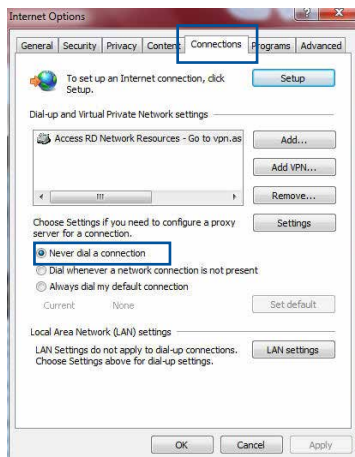 Internet Options
General Security Privacy Content Connections Programs Advanced
To set up an Internet connection, click Setup.
Setup
Dial-up and Virtual Private Network settings
Access RD Network Resources - Go to vpn.as
Add...
Add VPN...
Remove...
Choose Settings if you need to configure a proxy
server for a connection.
Settings
Never dial a connection
Dial whenever a network connection is not present
Always dial my default connection
Current None
Set default
Local Area Network (LAN) settings
LAN Settings do not apply to dial-up connections.
Choose Settings above for dial-up settings.
LAN settings
OK Cancel Apply